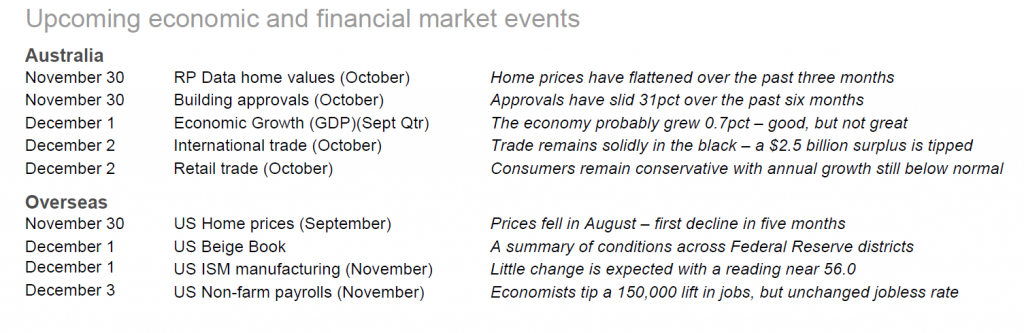 Upcoming economic and financial market events
Australia
November 30 RP Data home values (October) Home prices have flattened over the past three months
November 30 Building approvals (October) Approvals have slid 31pct over the past six months
December 1 Economic Growth (GDP)(Sept Qtr) The economy probably grew 0.7pct – good, but not great
December 2 International trade (October) Trade remains solidly in the black – a $2.5 billion surplus is tipped
December 2 Retail trade (October) Consumers remain conservative with annual growth still below normal
Overseas
November 30 US Home prices (September) Prices fell in August – first decline in five months
December 1 US Beige Book A summary of conditions across Federal Reserve districts
December 1 US ISM manufacturing (November) Little change is expected with a reading near 56.0
December 3 US Non-farm payrolls (November) Economists tip a 150,000 lift in jobs, but unchanged jobless rate